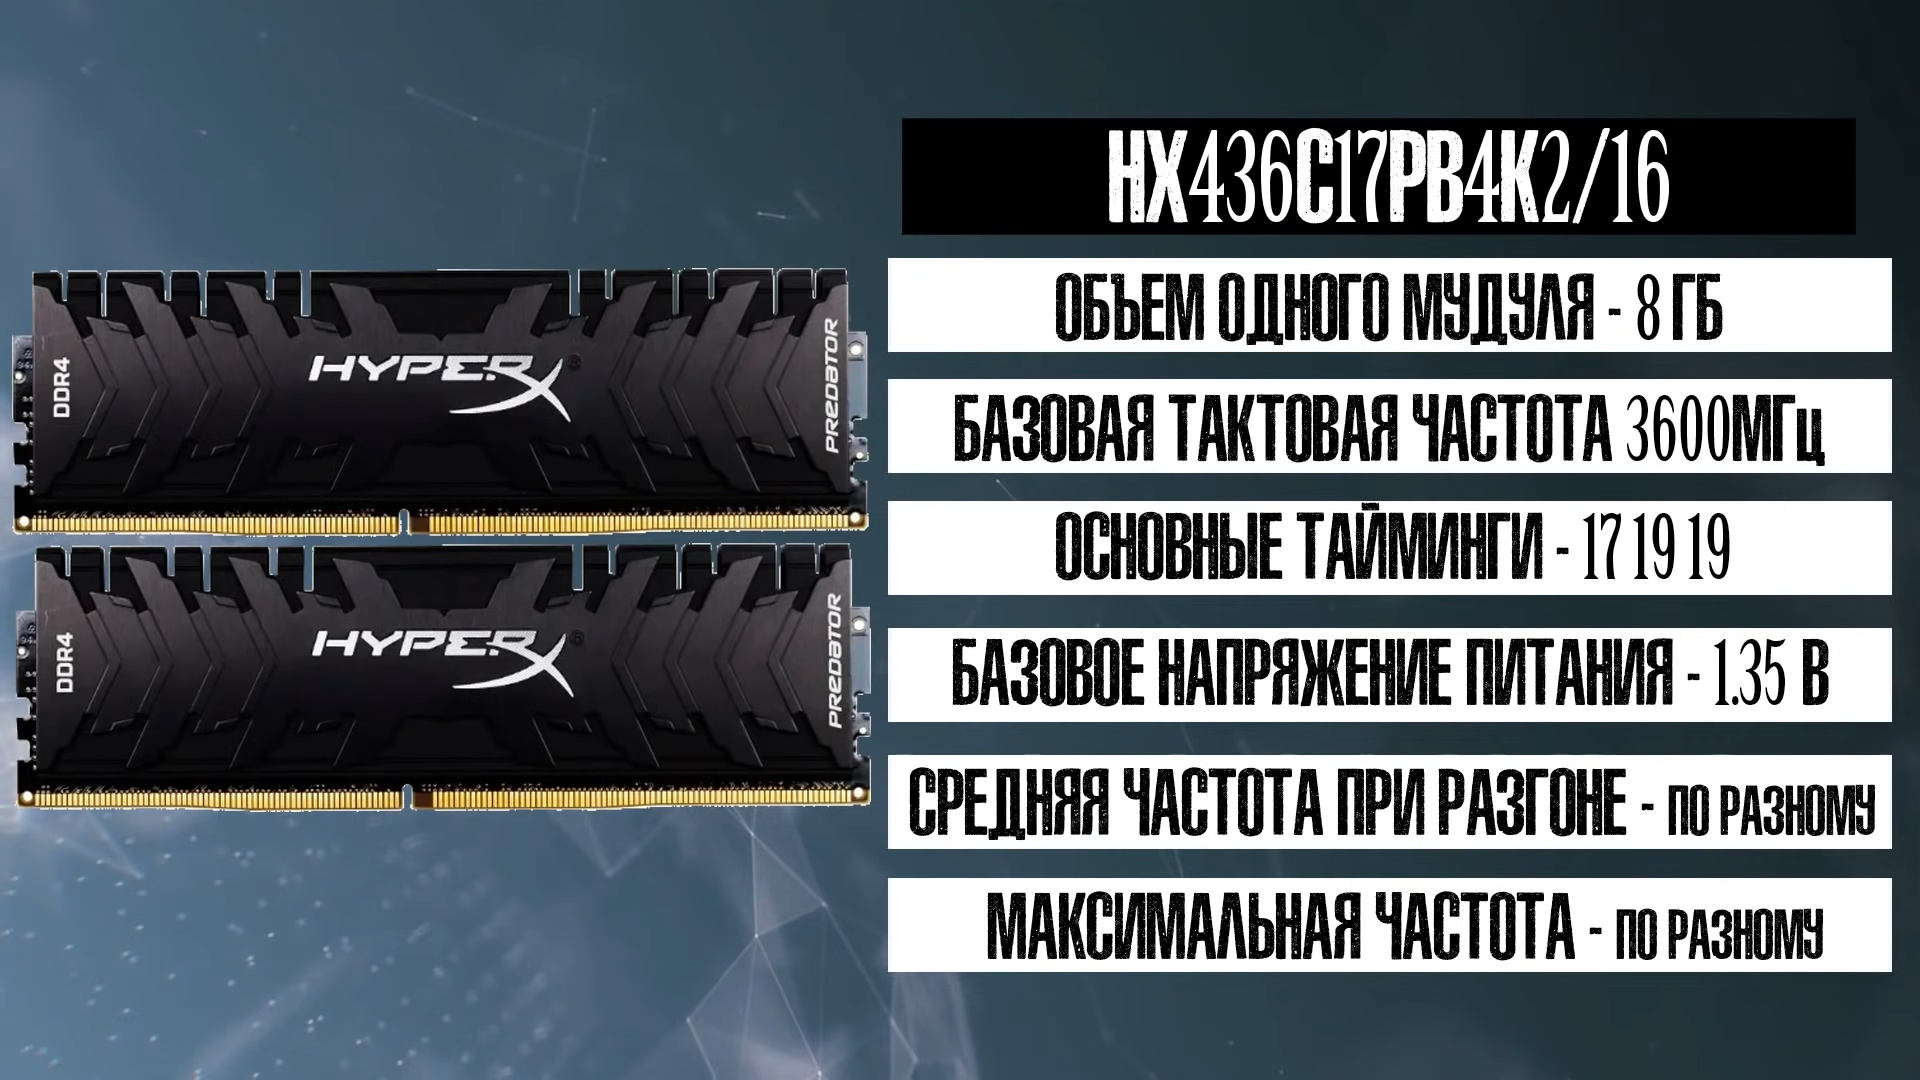 HX436C17PB4K2/16
ОБЪЕМ ОДНОГО МУДУЛЯ - 8 ГБ
БАЗОВАЯ ТАКТОВАЯ ЧАСТОТА 3600МГц
ОСНОВНЫЕ ТАЙМИНГИ - 17 19 19
БАЗОВОЕ НАПРЯЖЕНИЕ ПИТАНИЯ - 1.35 В
СРЕДНЯЯ ЧАСТОТА ПРИ РАЗГОНЕ - ПО РАЗНОМУ
МАКСИМАЛЬНАЯ ЧАСТОТА - ПО РАЗНОМУ
DDR4
HYPERX®
PREDATOR
DDR4
HYPERX®
PREDATOR